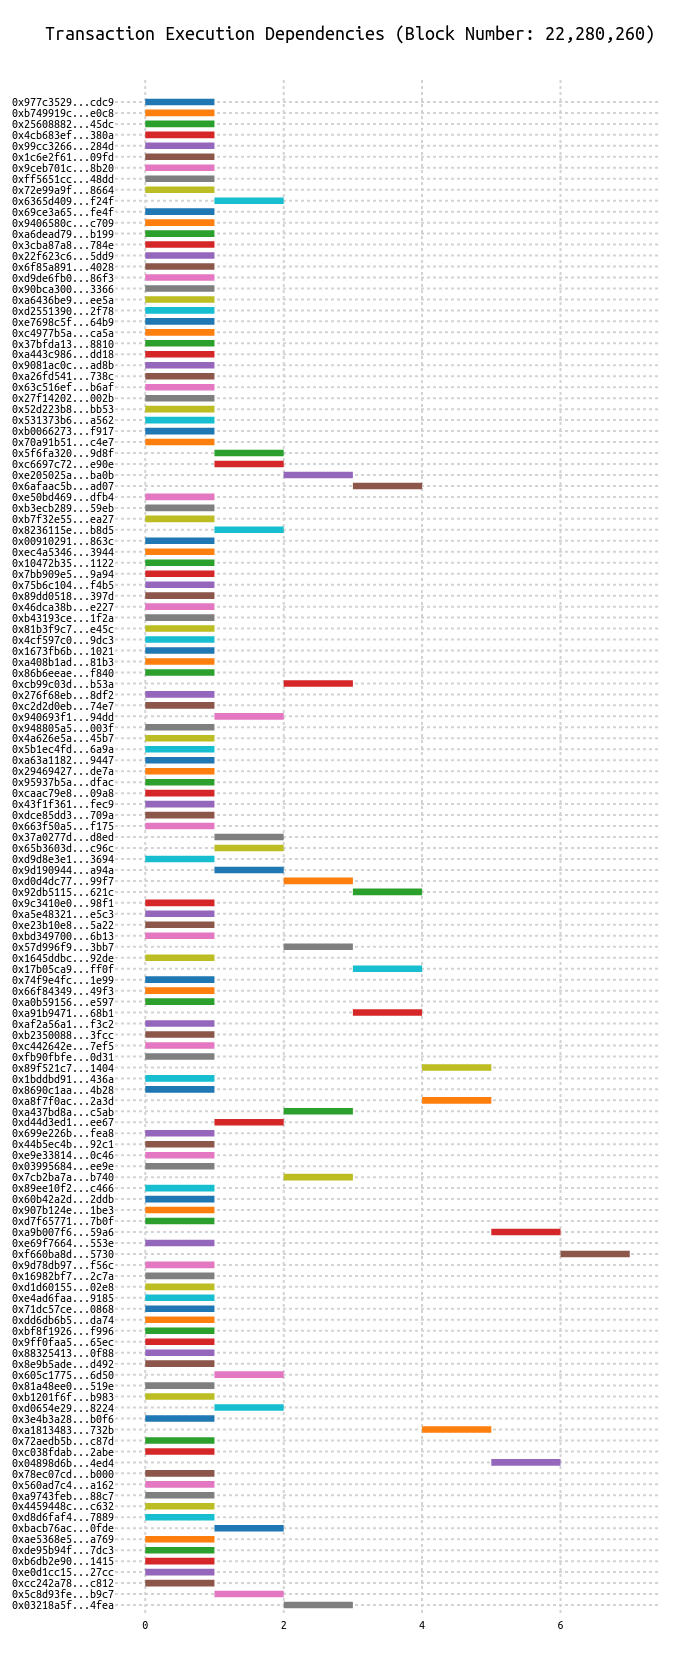 Transaction Execution Dependencies (Block Number: 22,280,260)
0x977c3529...cdc9
0xb749919c...e0c8
0x25608882...45dc
0x4cb683ef...380a
0x99cc3266...284d
0x1c6e2f61...09fd
0x9ceb701c...8b20
0xff5651cc...48dd
0x72e99a9f...8664
0x6365d409...f24f
0x69ce3a65...fe4f
0x9406580c...c709
0xa6dead79...b199
0x3cba87a8...784e
0x22f623c6...5dd9
0x6f85a891...4028
0xd9de6fb0...86f3
0x90bca300...3366
0xa6436be9...ee5a
0xd2551390...2f78
0xe7698c5f...64b9
0xc4977b5a...ca5a
0x37bfda13...8810
0xa443c986...dd18
0x9081ac0c...ad8b
0xa26fd541...738c
0x63c516ef...b6af
0x27f14202...002b
0x52d223b8...bb53
0x531373b6...a562
0xb0066273...f917
0x70a91b51...c4e7
0x5f6fa320...9d8f
0xc6697c72...e90e
0xe205025a...ba0b
0x6afaac5b...ad07
0xe50bd469...dfb4
0xb3ecb289...59eb
0xb7f32e55...ea27
0x8236115e...b8d5
0x00910291...863c
0xec4a5346...3944
0x10472b35...1122
0x7bb909e5...9a94
0x75b6c104...f4b5
0x89dd0518...397d
0x46dca38b...e227
0xb43193ce...1f2a
0x81b3f9c7...e45c
0x4cf597c0...9dc3
0x1673fb6b...1021
0xa408b1ad...81b3
0x86b6eeae...f840
0xcb99c03d...b53a
0x276f68eb...8df2
0xc2d2d0eb...74e7
0x940693f1...94dd
0x948805a5...003f
0x4a626e5a...45b7
0x5b1ec4fd...6a9a
0xa63a1182...9447
0x29469427...de7a
0x95937b5a...dfac
0xcaac79e8...09a8
0x43f1f361...fec9
0xdce85dd3...709a
0x663f50a5...f175
0x37a0277d...d8ed
0x65b3603d...c96c
0xd9d8e3e1...3694
0x9d190944...a94a
0xd0d4dc77...99f7
0x92db5115...621c
0x9c3410e0...98f1
0xa5e48321...e5c3
0xe23b10e8...5a22
0xbd349700...6b13
0x57d996f9...3bb7
0x1645ddbc...92de
0x17b05ca9...ff0f
0x74f9e4fc...1e99
0x66f84300...49f3
0xa0b59156...e597
0xa91b9471...68b1
0xaf2a56a1...f3c2
0xb2350088...3fcc
0xc442642e...7ef5
0xfb90fbfe...0d31
0x89f521c7...1404
0x1bddbd91...436a
0x8690c1aa...4b28
0xa8f7f0ac...2a3d
0xa437bd8a...c5ab
0xd44d3ed1...ee67
0x699e226b...fea8
0x44b5ec4b...92c1
0xe9e33814...0c46
0x03995684...ee9e
0x7cb2ba7a...b740
0x89ee10f2...c466
0x60b42a2d...2ddb
0x907b124e...1be3
0xd7f65771...7b0f
0xa9b007f6...59a6
0xe69f7664...553e
0xf660ba8d...5730
0x9d78db97...f56c
0x16982bf7...2c7a
0xd1d60155...02e8
0xe4ad6faa...9185
0x71dc57ce...0868
0xdd6db6b5...da74
0xbf8f1926...f996
0x9ff0faa5...65ec
0x88325413...0f88
0x8e9b5ade...d492
0x605c1775...6d50
0x81a48ee0...519e
0xb1201f6f...b983
0xd0654e29...8224
0x3e4b3a28...b0f6
0xa1813483...732b
0x72aedb5b...c87d
0xc038fdab...2abe
0x04898d6b...4ed4
0x78ec07cd...b000
0x560ad7c4...a162
0xa9743feb...88c7
0x4459448c...c632
0xd8d6faf4...7889
0xbacb76ac...0fde
0xae5368e5...a769
0xde95b94f...7dc3
0xb6db2e90...1415
0xe0d1cc15...27cc
0xcc242a78...c812
0x5c8d93fe...b9c7
0x03218a5f...4fea
0 2 4 6